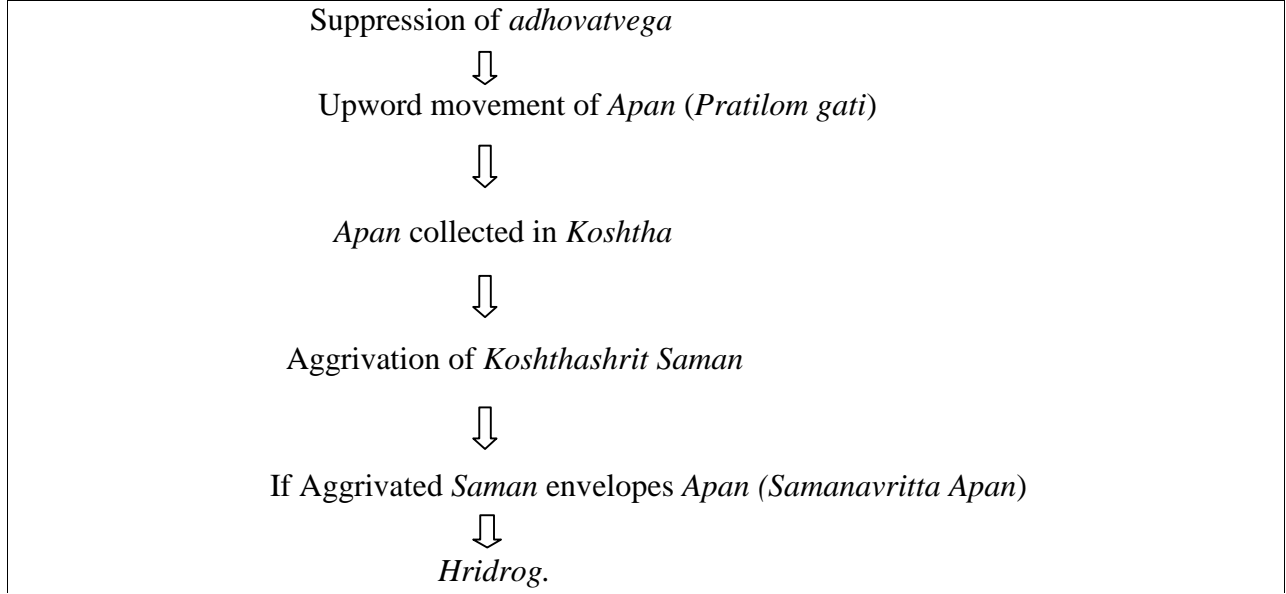 Suppression of adhovatvega
Upword movement of Apan (Pratilom gati)
Apan collected in Koshtha
Aggrivation of Koshthashrit Saman
If Aggrivated Saman envelopes Apan (Samanavritta Apan)
Hridrog.